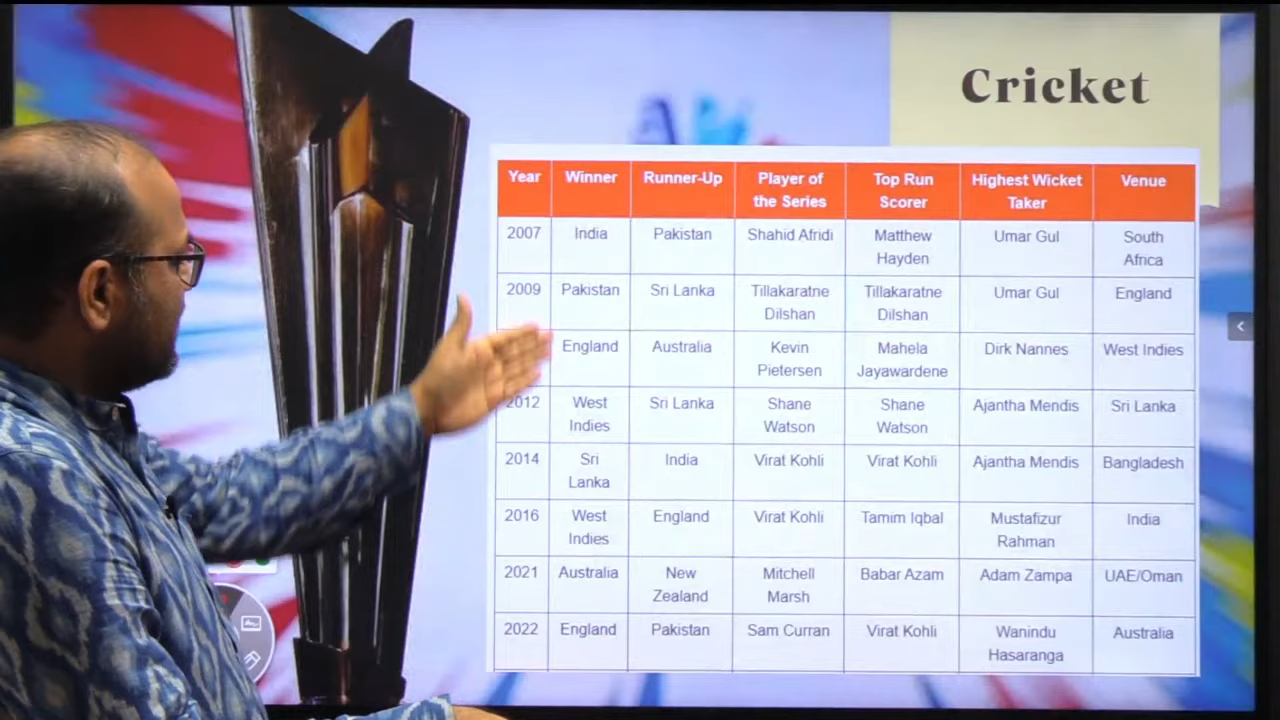 Cricket
Year Winner Runner-Up Player of the Series Top Run Scorer Highest Wicket Taker Venue
2007 India Pakistan Shahid Afridi Matthew Hayden Umar Gul South Africa
2009 Pakistan Sri Lanka Tillakaratne Dilshan Tillakaratne Dilshan Umar Gul England
England Australia Kevin Pietersen Mahela Jayawardene Dirk Nannes West Indies
2012 West Indies Sri Lanka Shane Watson Shane Watson Ajantha Mendis Sri Lanka
2014 Sri Lanka India Virat Kohli Virat Kohli Ajantha Mendis Bangladesh
2016 West Indies England Virat Kohli Tamim Iqbal Mustafizur Rahman India
2021 Australia New Zealand Mitchell Marsh Babar Azam Adam Zampa UAE/Oman
2022 England Pakistan Sam Curran Virat Kohli Wanindu Hasaranga Australia